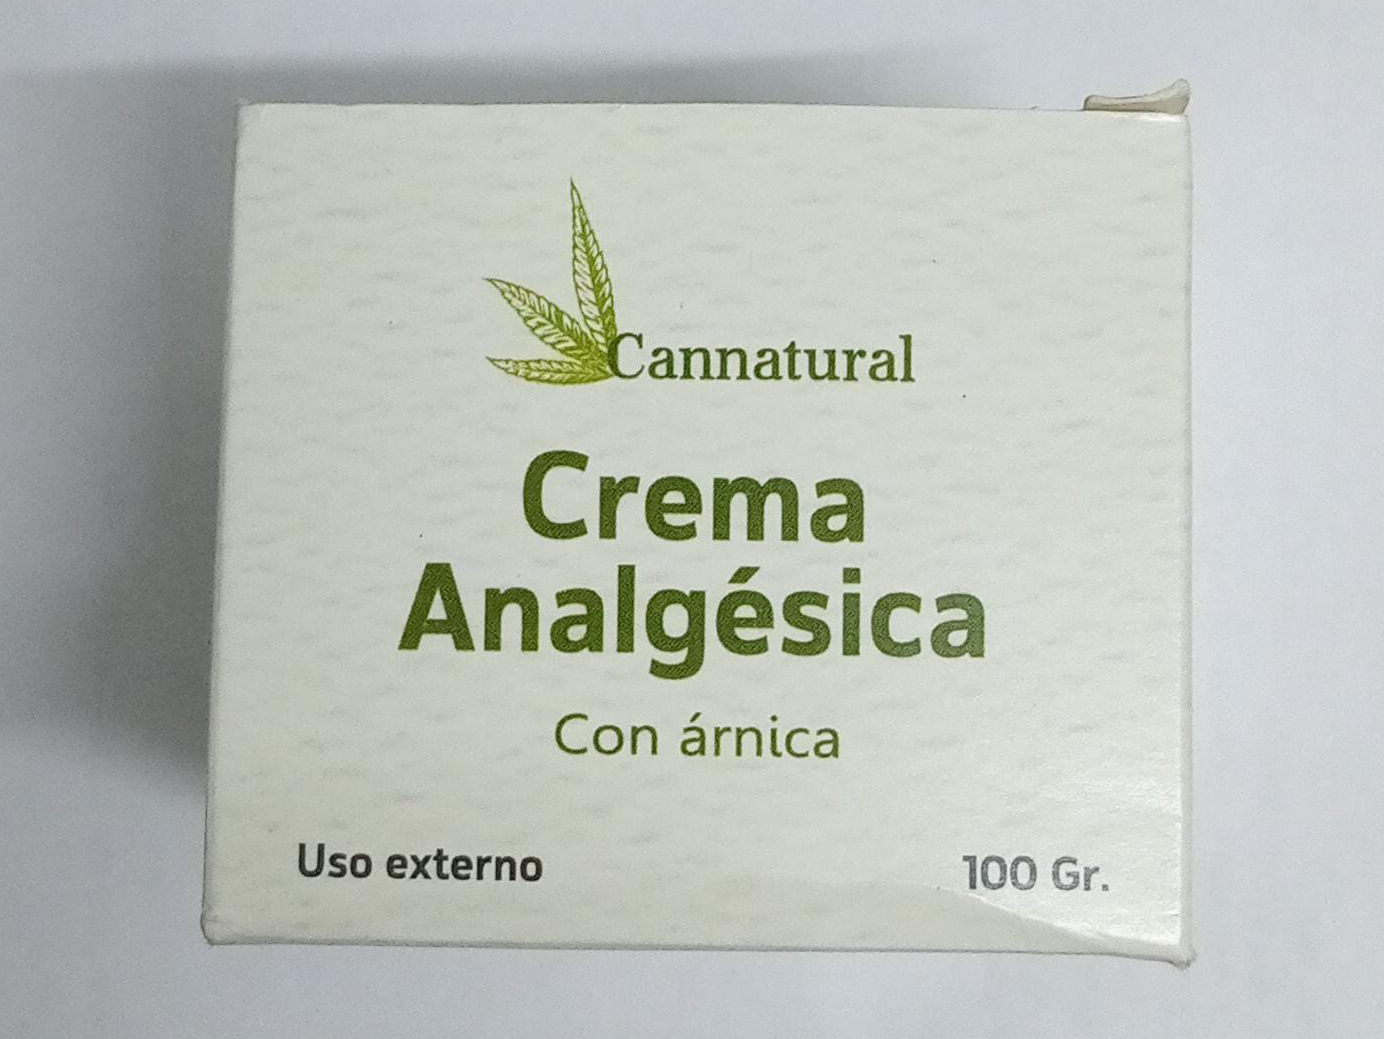 Cannatural
Crema
Analgésica
Con árnica
Uso externo
100 Gr.